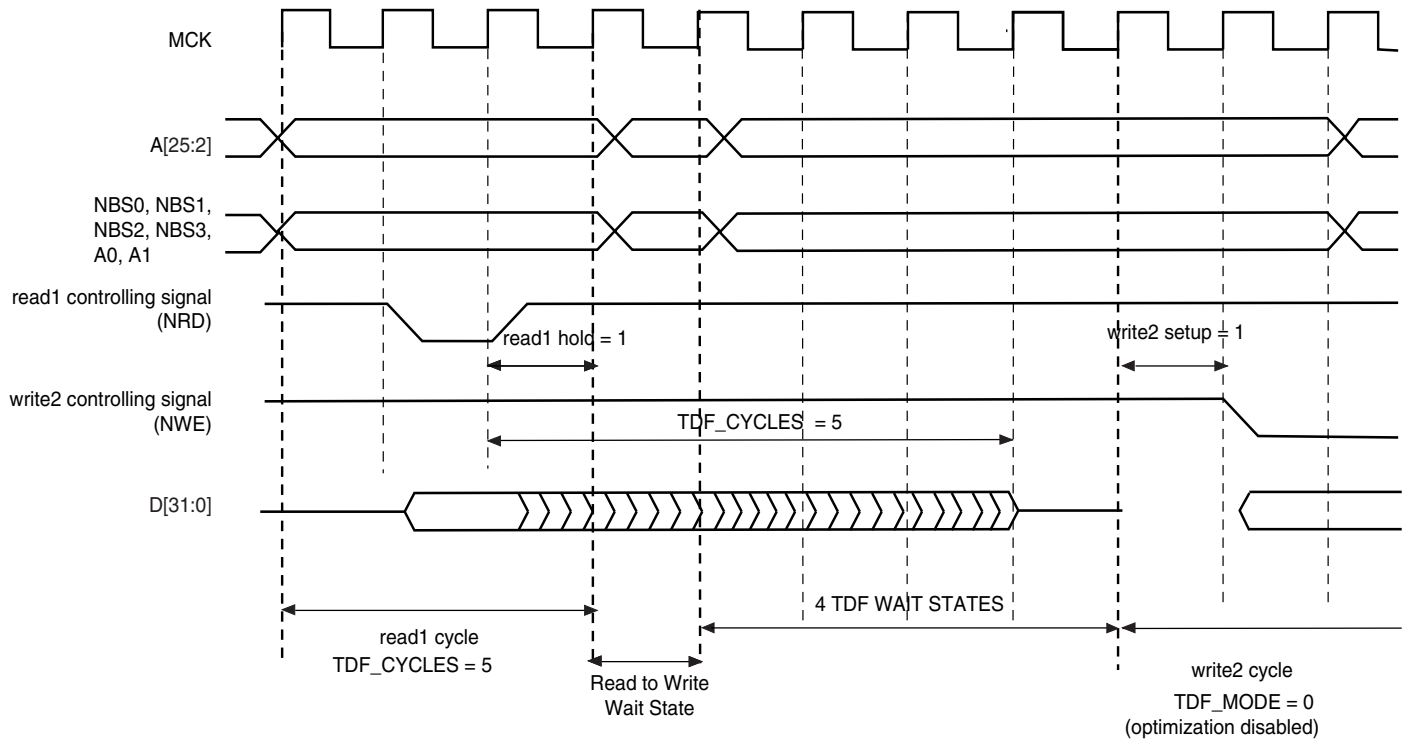 MCK
A[25:2]
NBS0, NBS1,
NBS2, NBS3,
A0, A1
read1 controlling signal
(NRD)
read1 hold = 1
write2 setup = 1
write2 controlling signal
(NWE)
TDF_CYCLES = 5
D[31:0]
4 TDF WAIT STATES
read1 cycle
TDF_CYCLES = 5
Read to Write
Wait State
write2 cycle
TDF_MODE = 0
(optimization disabled)